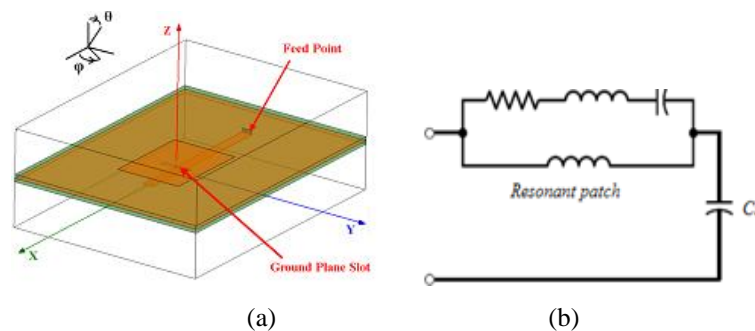 θ
Z
Feed Point
φ
Resonant patch
C
Y
X
Ground Plane Slot
(a)
(b)